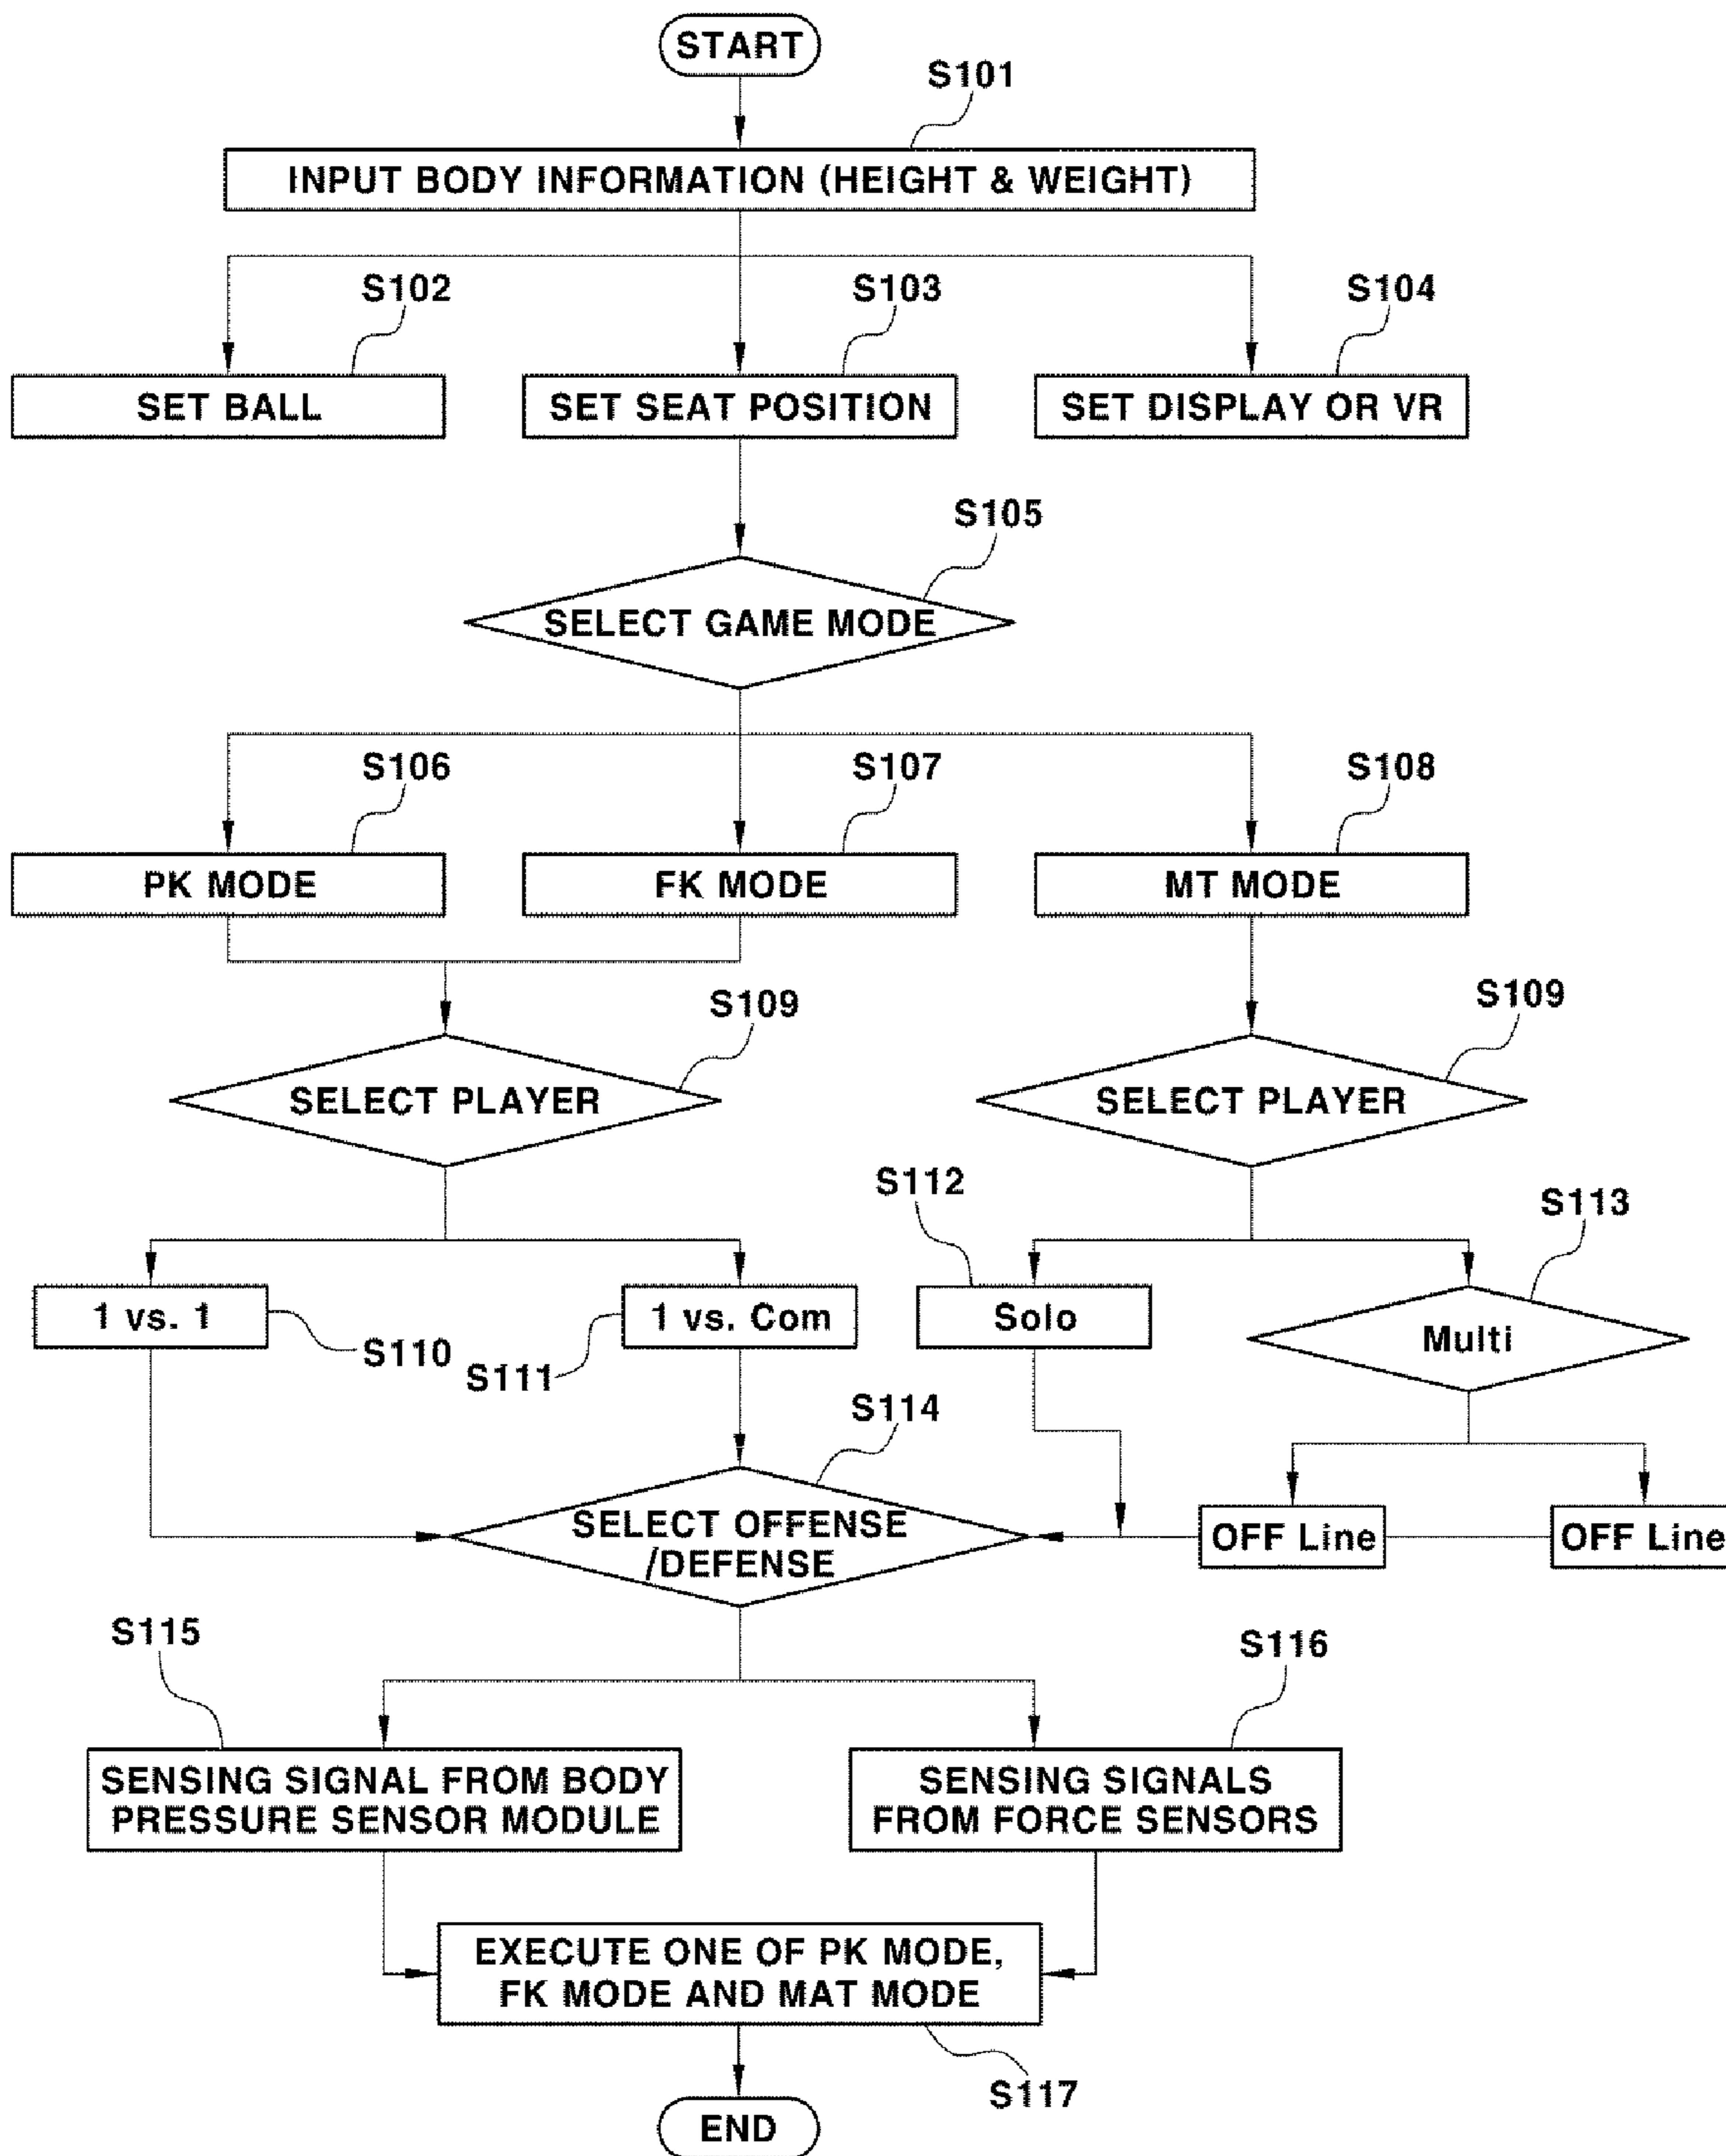 START
S101
INPUT BODY INFORMATION (HEIGHT & WEIGHT)
S102
S103
S104
SET BALL
SET SEAT POSITION
SET DISPLAY OR VR
S105
SELECT GAME MODE
S106
S107
S108
PK MODE
FK MODE
MT MODE
S109
S109
SELECT PLAYER
SELECT PLAYER
S112
S113
1 vs. 1
1 vs. Com
Solo
Multi
S110
S111
S114
SELECT OFFENSE
/DEFENSE
OFF Line
OFF Line
S115
S116
SENSING SIGNAL FROM BODY
PRESSURE SENSOR MODULE
SENSING SIGNALS
FROM FORCE SENSORS
EXECUTE ONE OF PK MODE,
FK MODE AND MAT MODE
S117
END